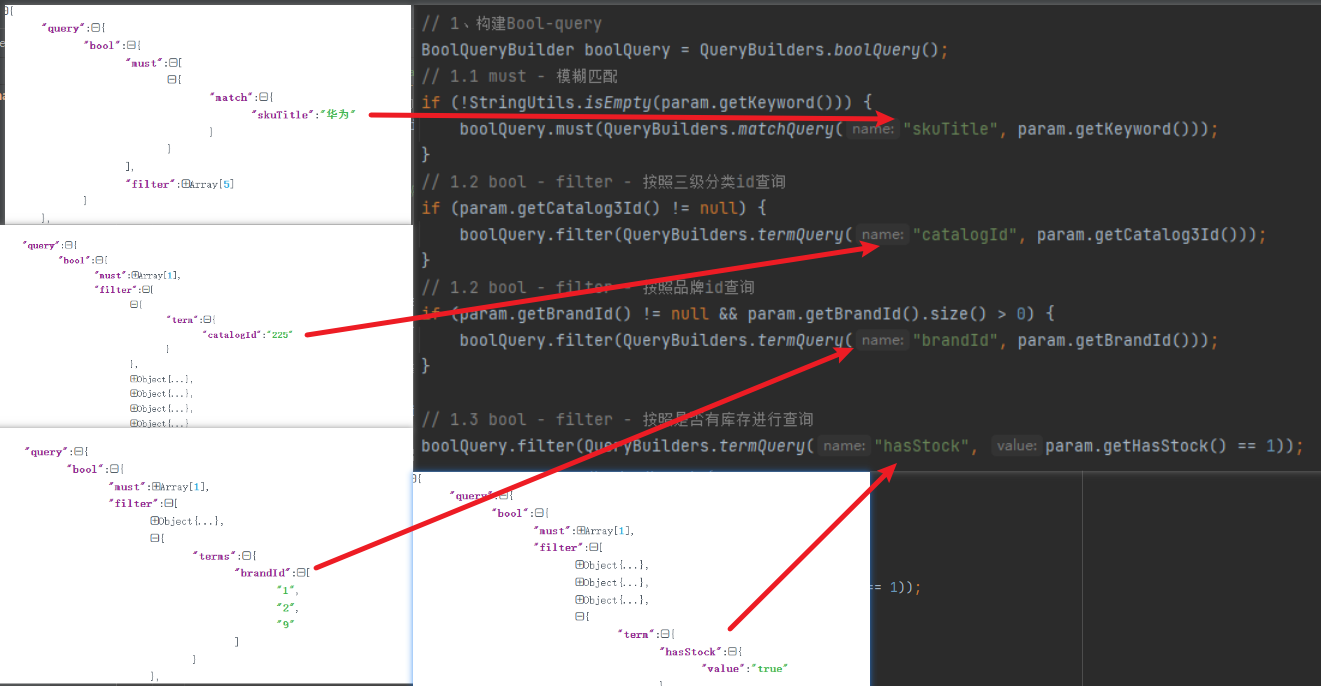 {
"query":{
"bool":{
"must":[
{
"match":{
"skuTitle":"华为"
}
}
],
"filter":Array[5]
}
},
"query":{
"bool":{
"must":Array[1],
"filter":[
{
"term":{
"catalogId":"225"
}
},
Object{...},
Object{...},
Object{...},
Object{...}
"query":{
"bool":{
"must":Array[1],
"filter":[
Object{...},
{
"terms":{
"brandId":[
"1",
"2",
"9"
]
}
},
// 1、构建Bool-query
BoolQueryBuilder boolQuery = QueryBuilders.boolQuery();
// 1.1 must - 模糊匹配
if (!StringUtils.isEmpty(param.getKeyword())) {
boolQuery.must(QueryBuilders.matchQuery( name: "skuTitle", param.getKeyword()));
}
// 1.2 bool - filter - 按照三级分类id查询
if (param.getCatalog3Id() != null) {
boolQuery.filter(QueryBuilders.termQuery( name: "catalogId", param.getCatalog3Id()));
}
// 1.2 bool - filter - 按照品牌id查询
if (param.getBrandId() != null && param.getBrandId().size() > 0) {
boolQuery.filter(QueryBuilders.termQuery( name: "brandId", param.getBrandId()));
}
// 1.3 bool - filter - 按照是否有库存进行查询
boolQuery.filter(QueryBuilders.termQuery( name: "hasStock", value: param.getHasStock() == 1));
{
"query":{
"bool":{
"must":Array[1],
"filter":[
Object{...},
Object{...},
Object{...},
{
"term":{
"hasStock":{
"value":"true"
== 1));